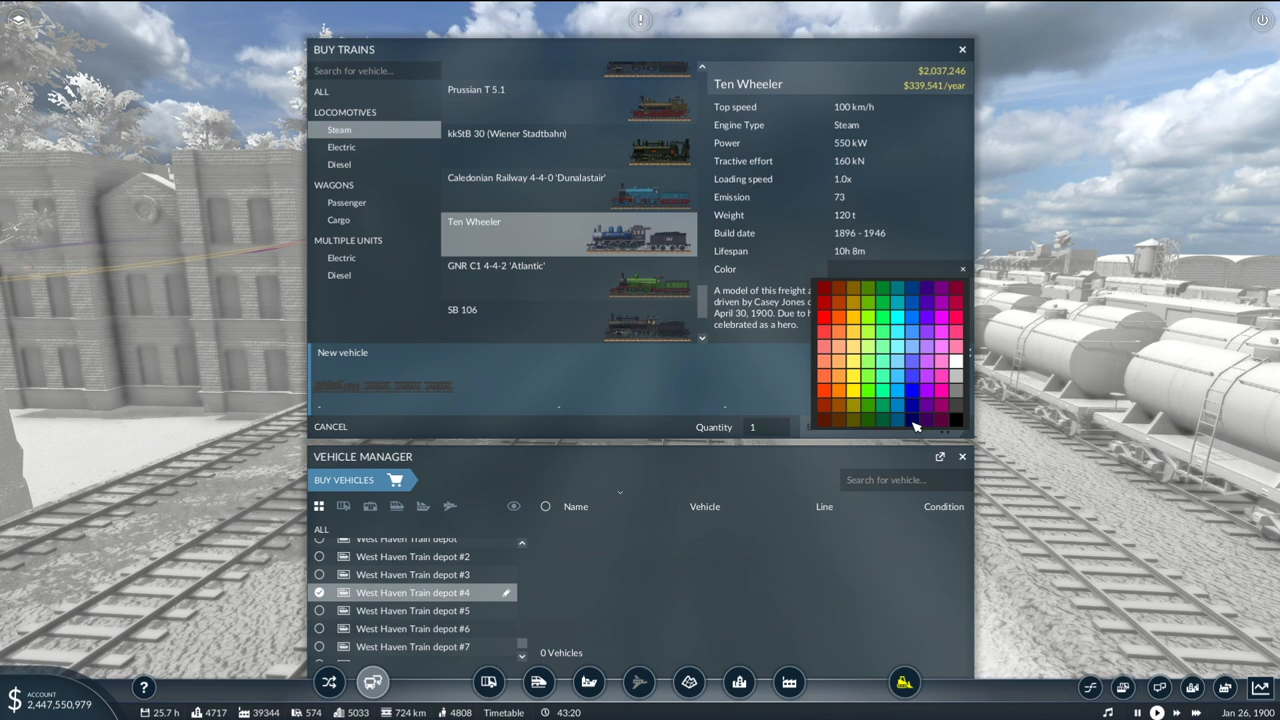 BUY TRAINS
Search for vehicle...
ALL
LOCOMOTIVES
Steam
Electric
Diesel
WAGONS
Passenger
Cargo
MULTIPLE UNITS
Electric
Diesel
Prussian T 5.1
kkStB 30 (Wiener Stadtbahn)
Caledonian Railway 4-4-0 'Dunalastair'
Ten Wheeler
GNR C1 4-4-2 'Atlantic'
SB 106
Ten Wheeler
$2,037,246
$339,541/year
Top speed 100 km/h
Engine Type Steam
Power 550 kW
Tractive effort 160 kN
Loading speed 1.0x
Emission 73
Weight 120 t
Build date 1896 - 1946
Lifespan 10h 8m
Color
A model of this freight
driven by Casey Jones
April 30, 1900. Due to
celebrated as a hero.
New vehicle
CANCEL
Quantity 1
VEHICLE MANAGER
BUY VEHICLES
Search for vehicle...
Name Vehicle Line Condition
ALL
West Haven Train depot
West Haven Train depot #2
West Haven Train depot #3
West Haven Train depot #4
West Haven Train depot #5
West Haven Train depot #6
West Haven Train depot #7
0 Vehicles
?
$ ACCOUNT
2,447,550,979
25.7 h 4717 39344 574 5033 724 km 4808 Timetable 43:20
Jan 26, 1900